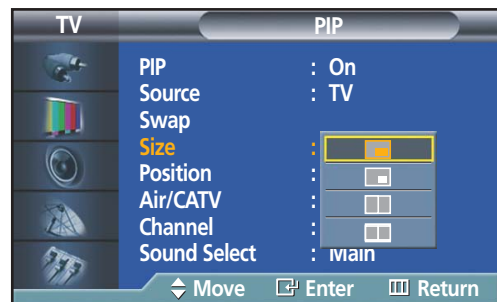 TV PIP
PIP : On
Source : TV
Swap
Size :
Position :
Air/CATV :
Channel :
Sound Select : Main
Move Enter Return